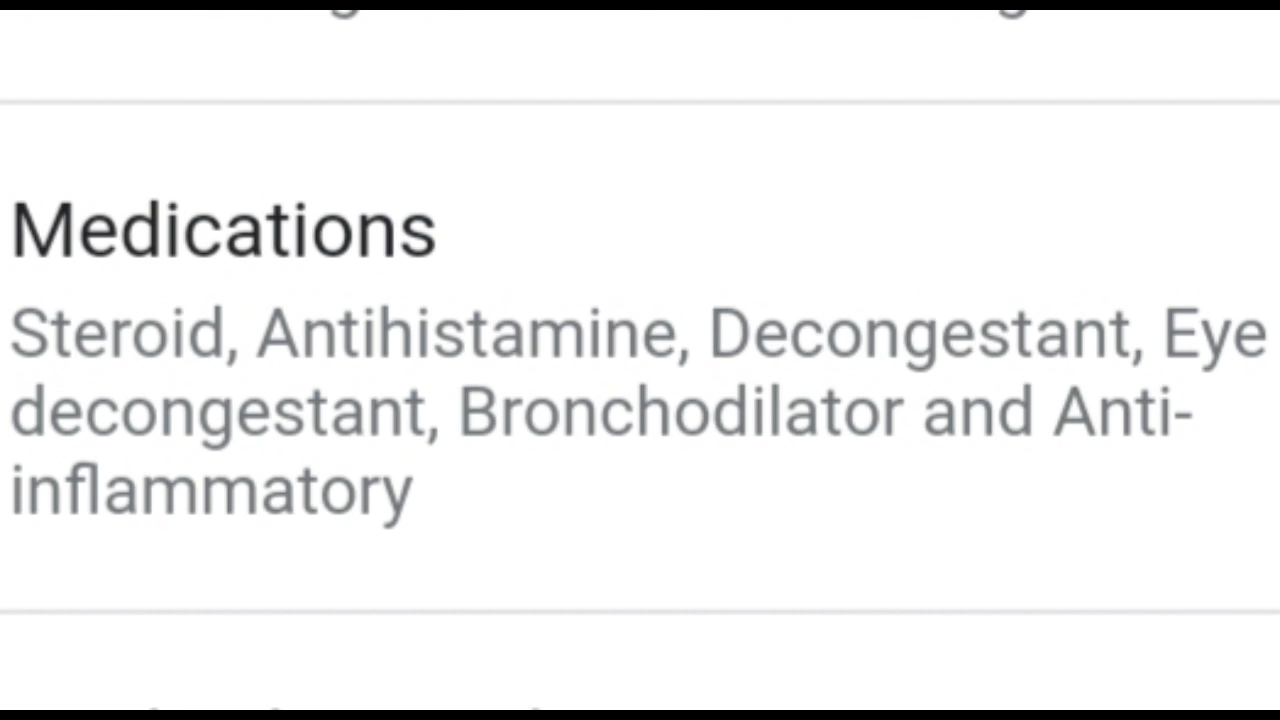 Medications
Steroid, Antihistamine, Decongestant, Eye
decongestant, Bronchodilator and Anti-
inflammatory